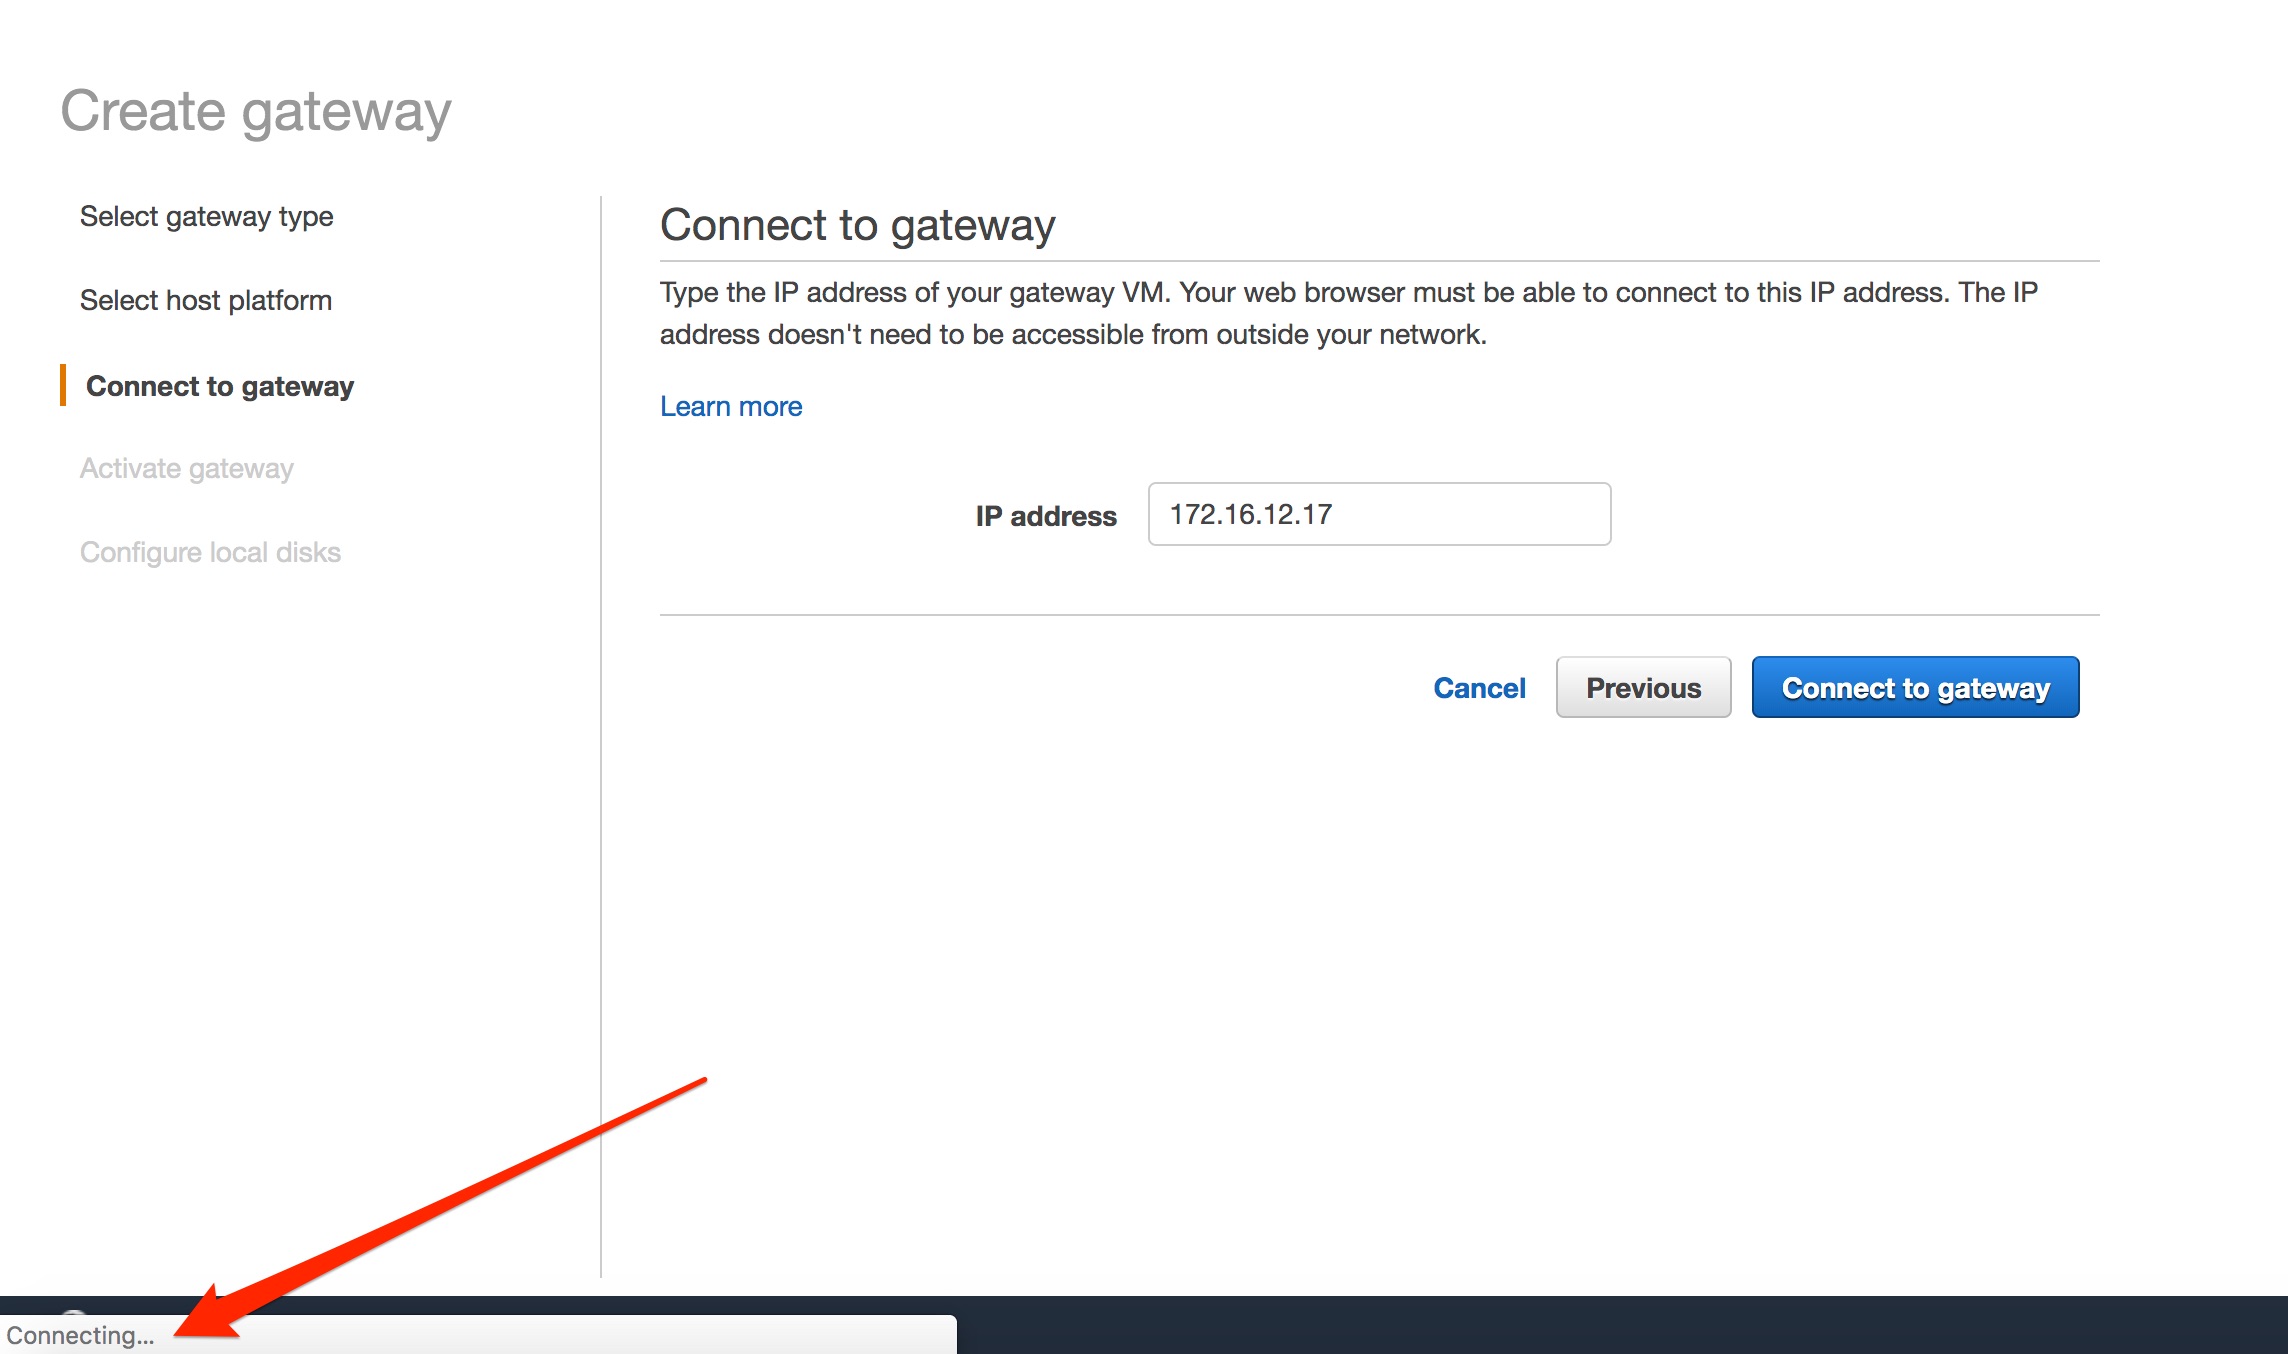 Create gateway
Select gateway type
Select host platform
Connect to gateway
Activate gateway
Configure local disks
Connect to gateway
Type the IP address of your gateway VM. Your web browser must be able to connect to this IP address. The IP
address doesn't need to be accessible from outside your network.
Learn more
IP address 172.16.12.17
Cancel Previous Connect to gateway
Connecting...